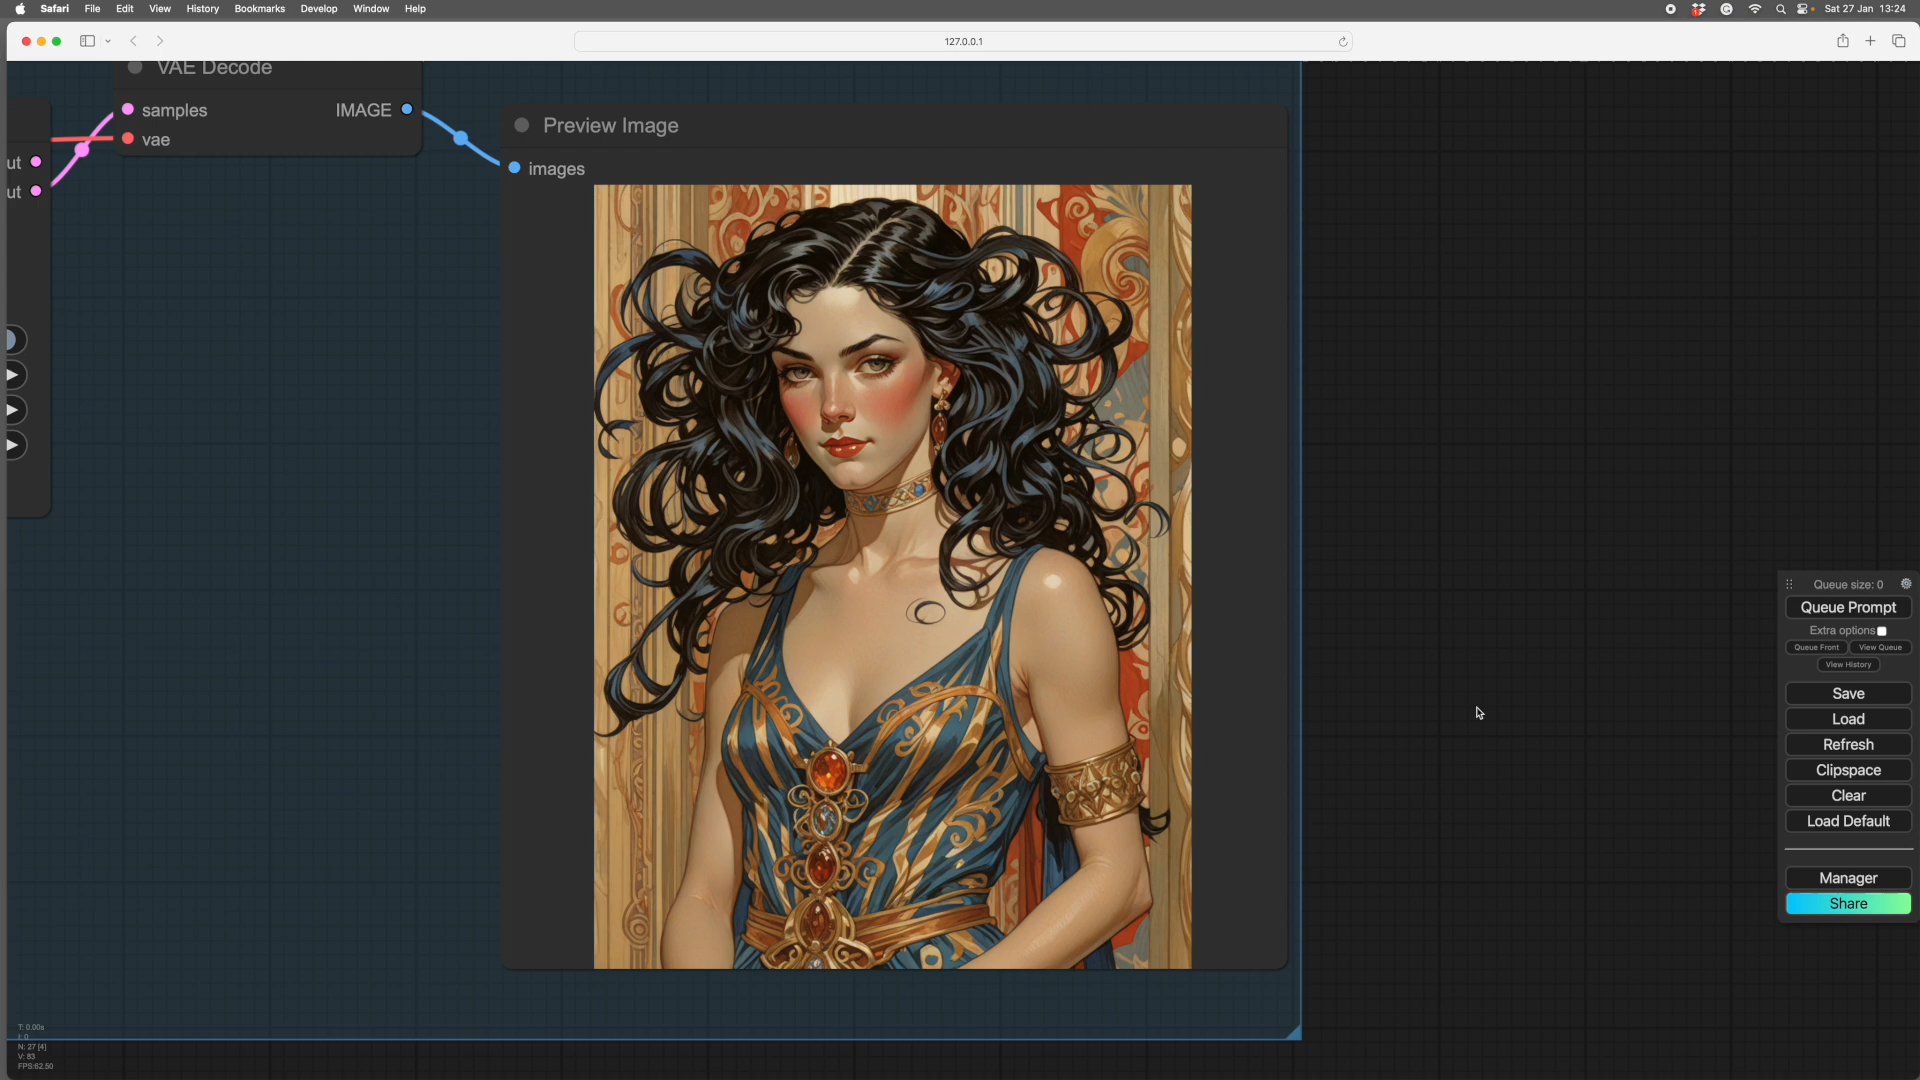 Safari File Edit View History Bookmarks Develop Window Help Sat 27 Jan 13:24
127.0.0.1
VAE Decode
samples IMAGE
vae
ut
ut
Preview Image
images
Queue size: 0
Queue Prompt
Extra options
Queue Front View Queue
View History
Save
Load
Refresh
Clipspace
Clear
Load Default
Manager
Share
T: 0.00s
I: 0
N: 27 [4]
V: 83
FPS:62.50